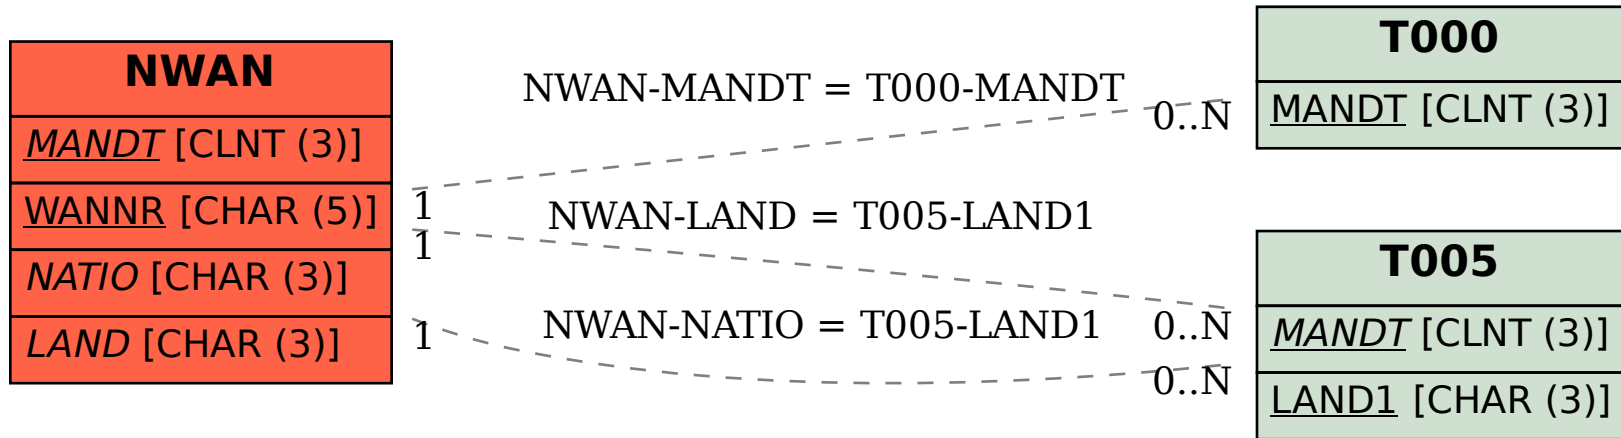 NWAN
MANDT [CLNT (3)]
WANNR [CHAR (5)]
NATIO [CHAR (3)]
LAND [CHAR (3)]
NWAN-MANDT = T000-MANDT
0..N
1
NWAN-LAND = T005-LAND1
1
0..N
NWAN-NATIO = T005-LAND1
1
0..N
T000
MANDT [CLNT (3)]
T005
MANDT [CLNT (3)]
LAND1 [CHAR (3)]